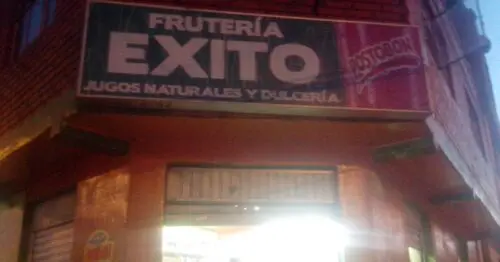 FRUTERÍA
EXITO
JUGOS NATURALES Y DULCERÍA
POSTOBON